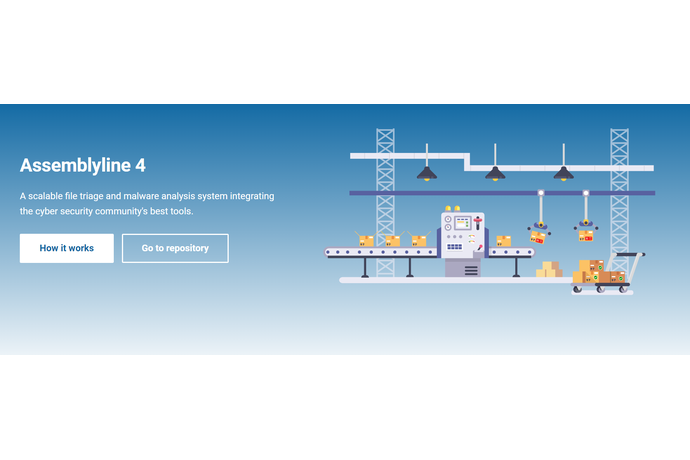 Assemblyline 4
A scalable file triage and malware analysis system integrating
the cyber security community's best tools.
How it works
Go to repository